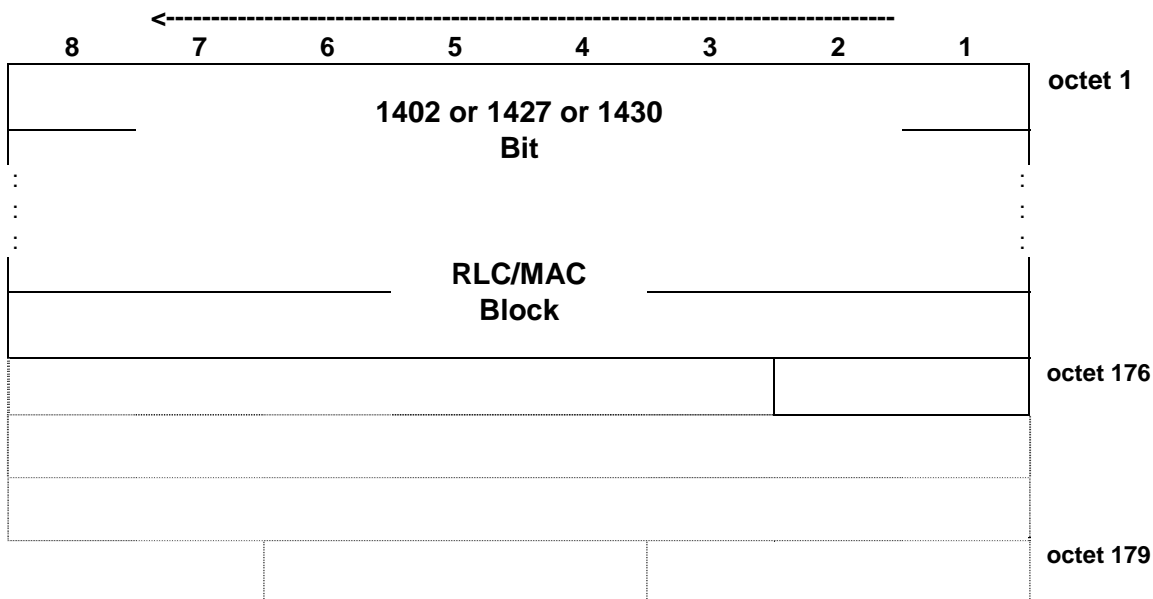 <---------------------------------------------------------------------------------
8 7 6 5 4 3 2 1
octet 1
1402 or 1427 or 1430
Bit
: :
: :
: :
RLC/MAC
Block
octet 176
octet 179